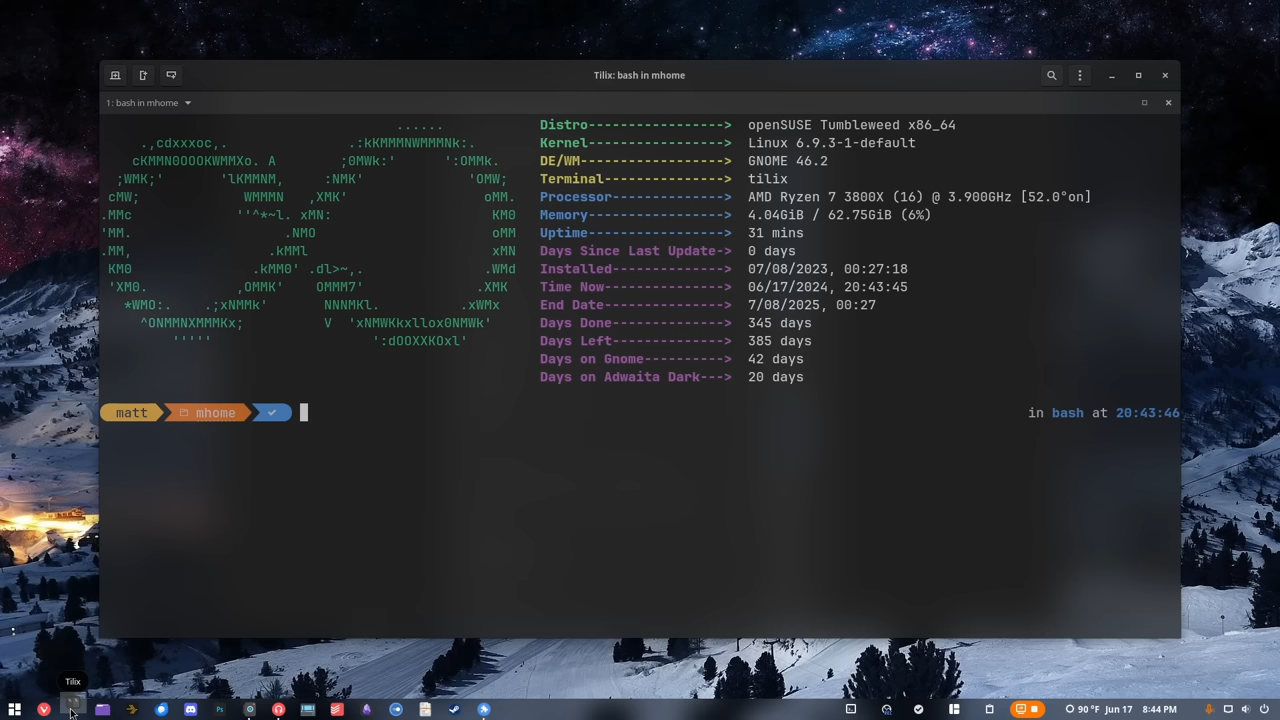 Tilix: bash in mhome
1: bash in mhome
Distro----------------> openSUSE Tumbleweed x86_64
Kernel----------------> Linux 6.9.3-1-default
DE/WM-----------------> GNOME 46.2
Terminal--------------> tilix
Processor-------------> AMD Ryzen 7 3800X (16) @ 3.900GHz [52.0°on]
Memory----------------> 4.04GiB / 62.75GiB (6%)
Uptime----------------> 31 mins
Days Since Last Update-> 0 days
Installed-------------> 07/08/2023, 00:27:18
Time Now--------------> 06/17/2024, 20:43:45
End Date--------------> 7/08/2025, 00:27
Days Done-------------> 345 days
Days Left-------------> 385 days
Days on Gnome---------> 42 days
Days on Adwaita Dark---> 20 days
matt mhome in bash at 20:43:46
Tilix
Ps
90 °F Jun 17 8:44 PM